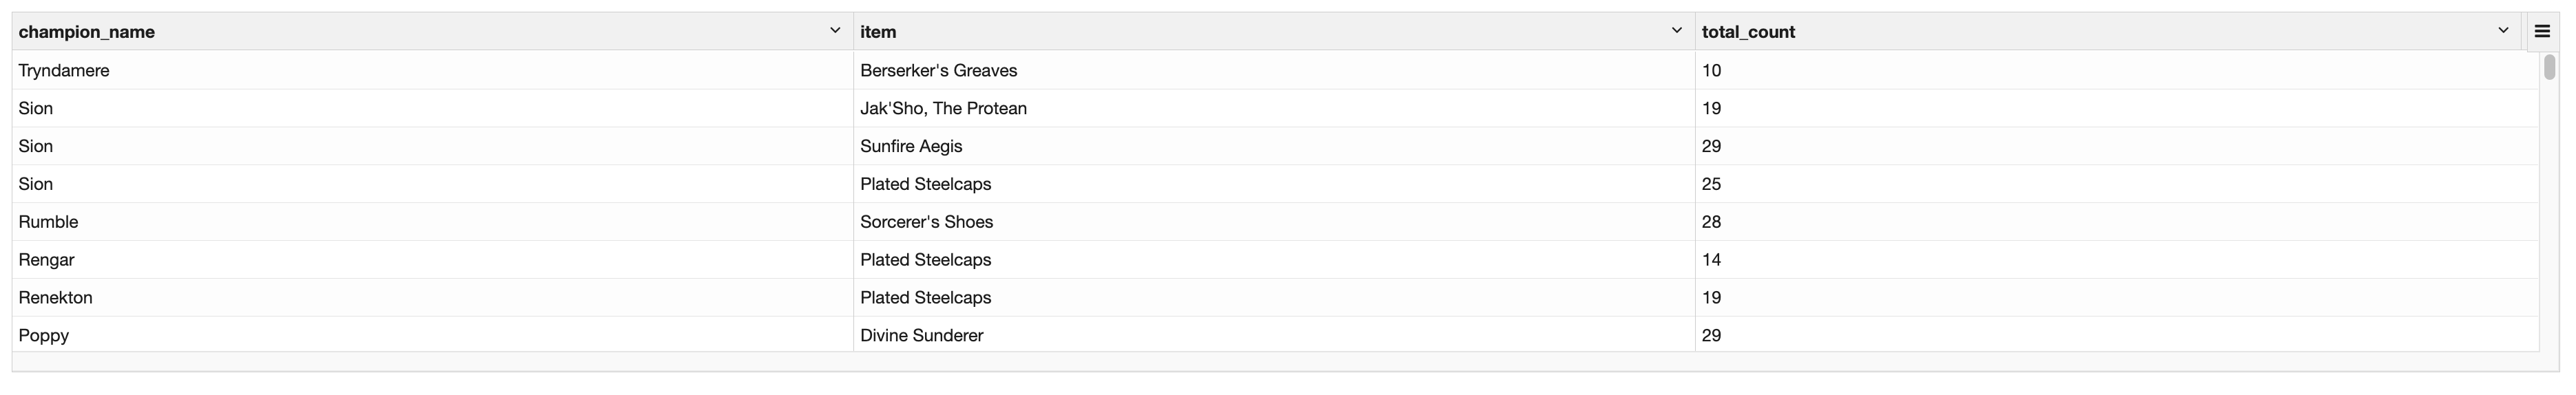 champion_name item total_count
Tryndamere Berserker's Greaves 10
Sion Jak'Sho, The Protean 19
Sion Sunfire Aegis 29
Sion Plated Steelcaps 25
Rumble Sorcerer's Shoes 28
Rengar Plated Steelcaps 14
Renekton Plated Steelcaps 19
Poppy Divine Sunderer 29